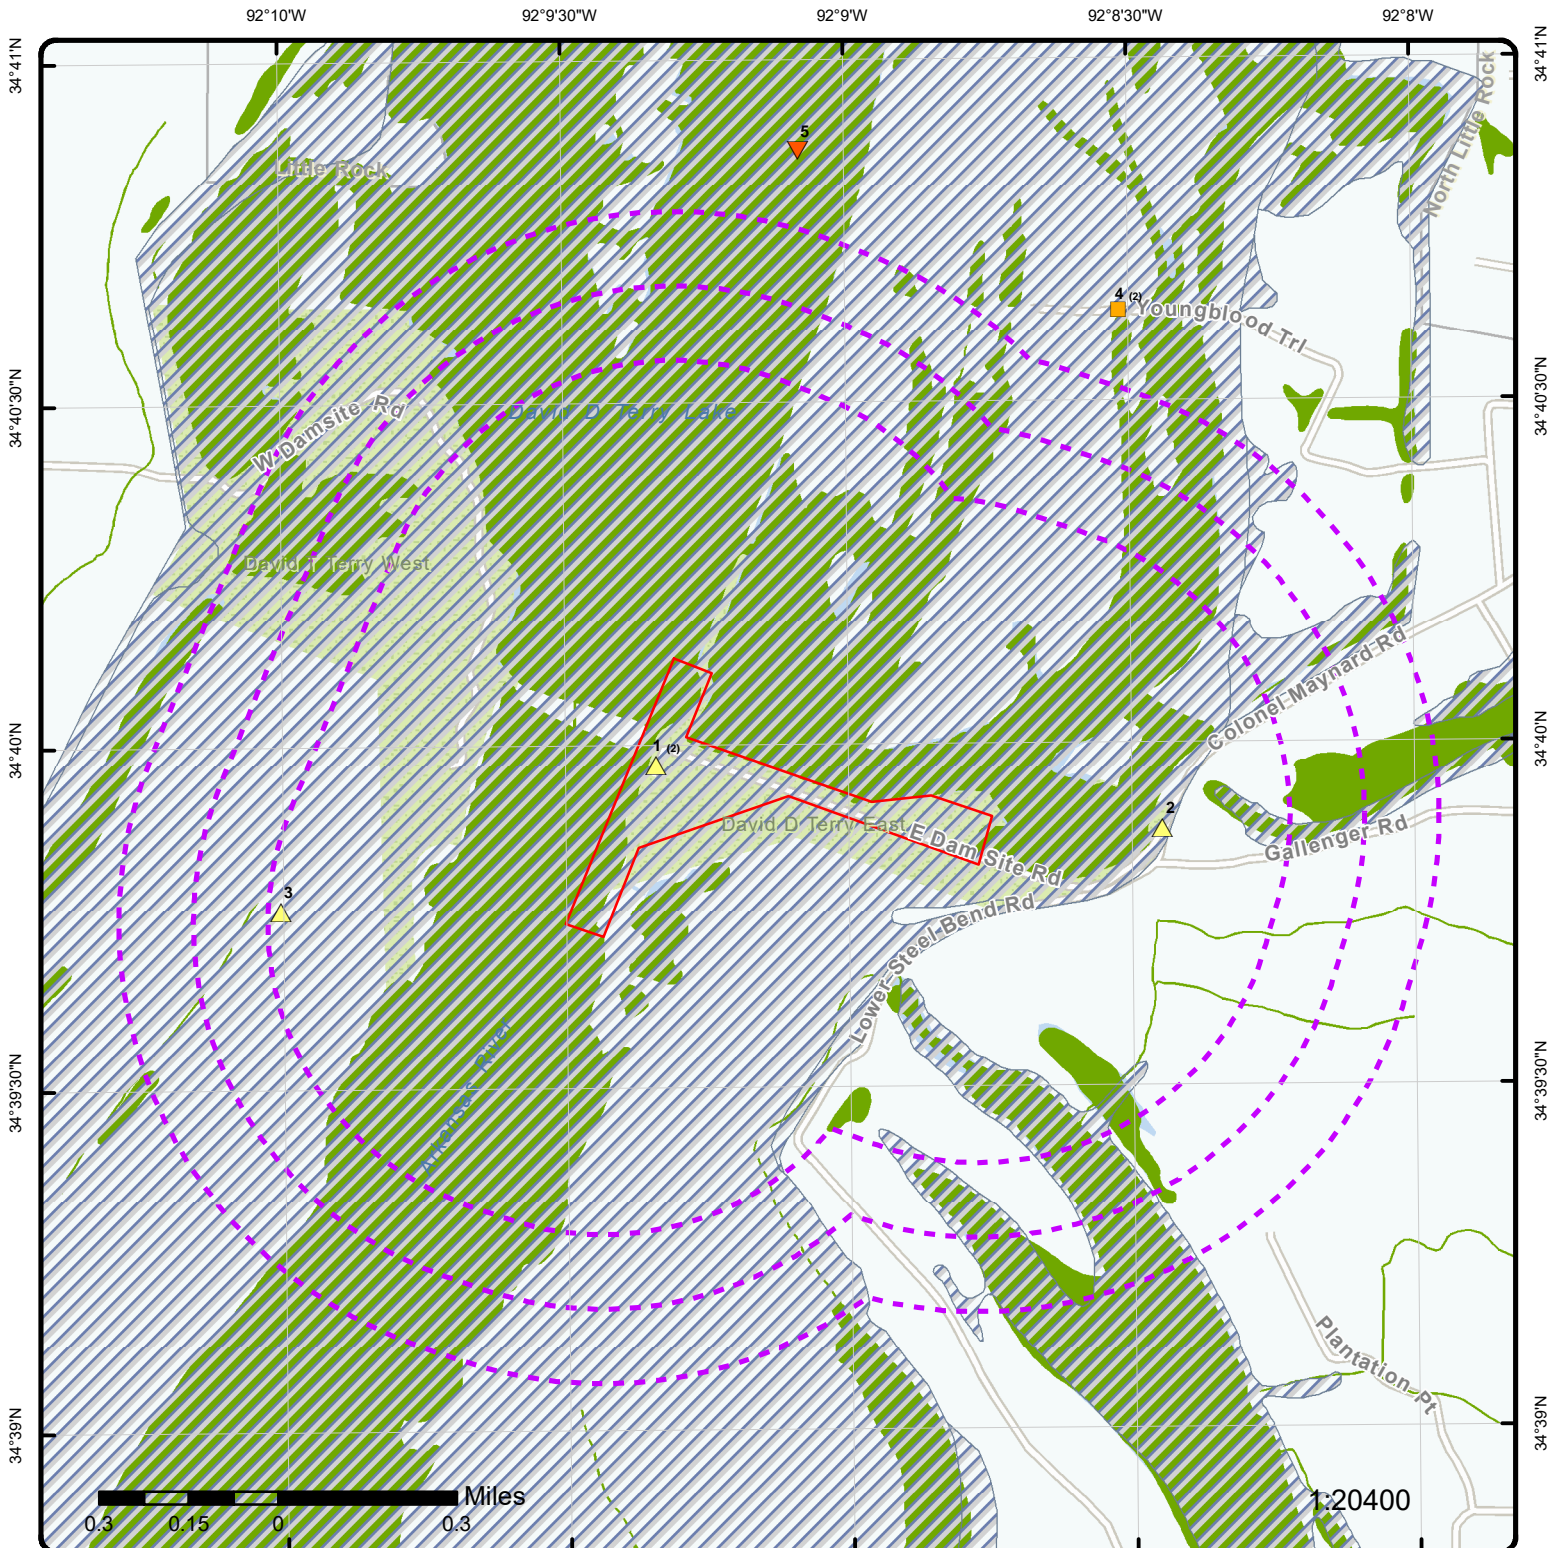 92°10'W 92°9'30"W 92°9'W 92°8'30"W 92°8'W
34°41'N
34°41'N
North Little Rock
5
Little Rock
4 (2)
Youngblood Trl
34°40'30"N
34°40'30"N
W Damsite Rd
David D Terry Lake
David T Terry West
Colonel Maynard Rd
34°40'N
34°40'N
1 (2)
2
David D Terry East
E Dam Site Rd
Gallenger Rd
3
Lower Steel Bend Rd
34°39'30"N
34°39'30"N
Arkansas River
Plantation Pt
34°39'N
34°39'N
Miles
0.3 0.15 0 0.3
1:20400